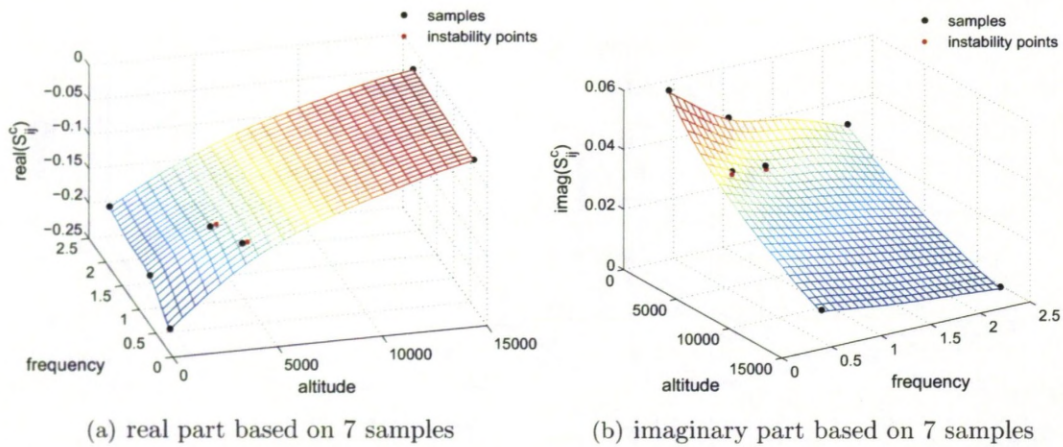 samples
instability points
0
−0.05
−0.1
−0.15
−0.2
−0.25
real(S^c_ij)
2.5
2
1.5
1
0.5
0
frequency
0
5000
10000
15000
altitude
samples
instability points
0.06
0.04
0.02
0
imag(S^c_ij)
0
5000
10000
15000
altitude
0
0.5
1
1.5
2
2.5
frequency
(a) real part based on 7 samples
(b) imaginary part based on 7 samples